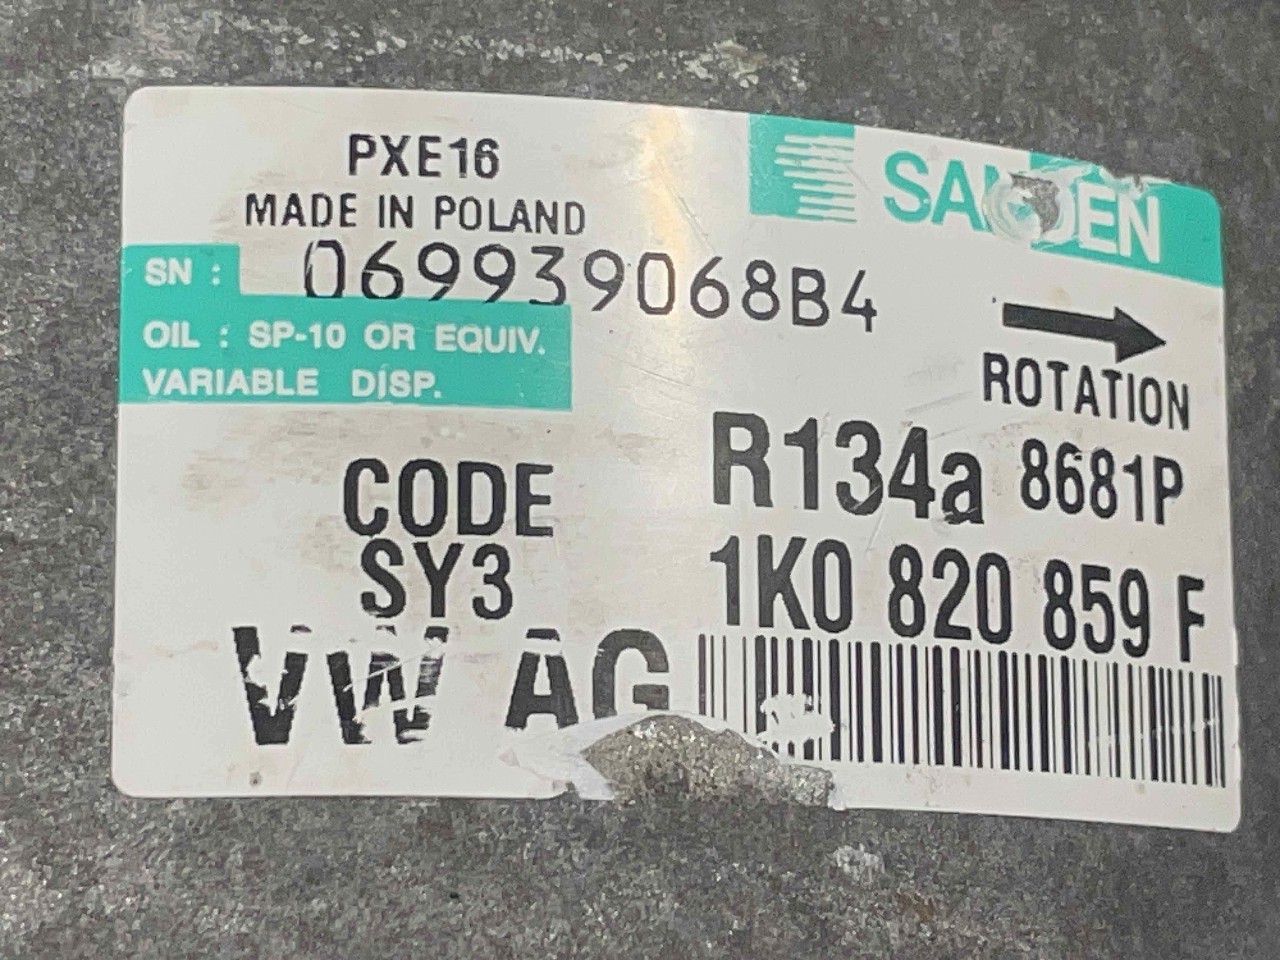 PXE16
MADE IN POLAND
SANDEN
SN :
069939068B4
OIL : SP-10 OR EQUIV.
VARIABLE DISP.
ROTATION
R134a 8681P
CODE
SY3
1K0 820 859 F
VW AG